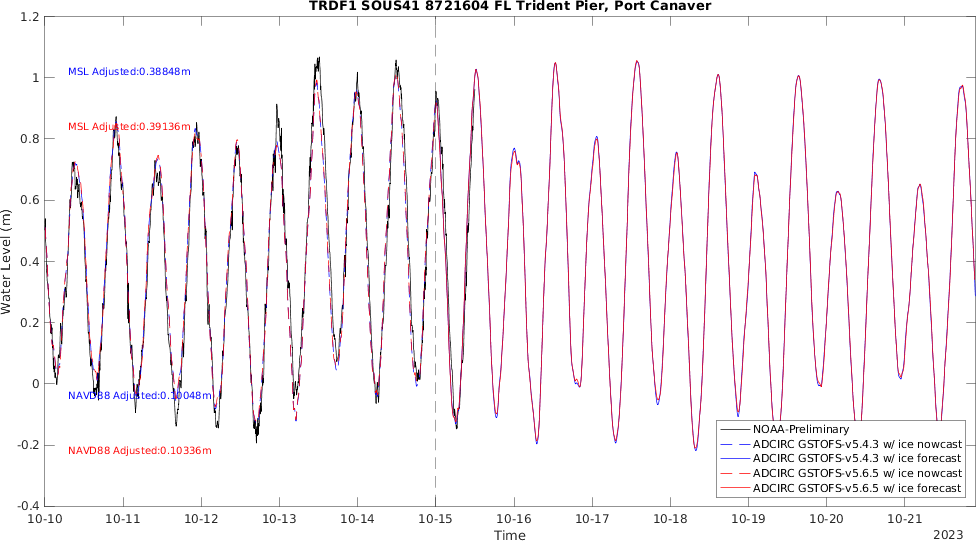 TRDF1 SOUS41 8721604 FL Trident Pier, Port Canaver
1.2
1
0.8
0.6
0.4
0.2
0
-0.2
-0.4
Water Level (m)
MSL Adjusted:0.38848m
MSL Adjusted:0.39136m
NAVD88 Adjusted:0.10048m
NAVD88 Adjusted:0.10336m
NOAA-Preliminary
ADCIRC GSTOFS-v5.4.3 w/ ice nowcast
ADCIRC GSTOFS-v5.4.3 w/ ice forecast
ADCIRC GSTOFS-v5.6.5 w/ ice nowcast
ADCIRC GSTOFS-v5.6.5 w/ ice forecast
10-10 10-11 10-12 10-13 10-14 10-15 10-16 10-17 10-18 10-19 10-20 10-21
Time
2023